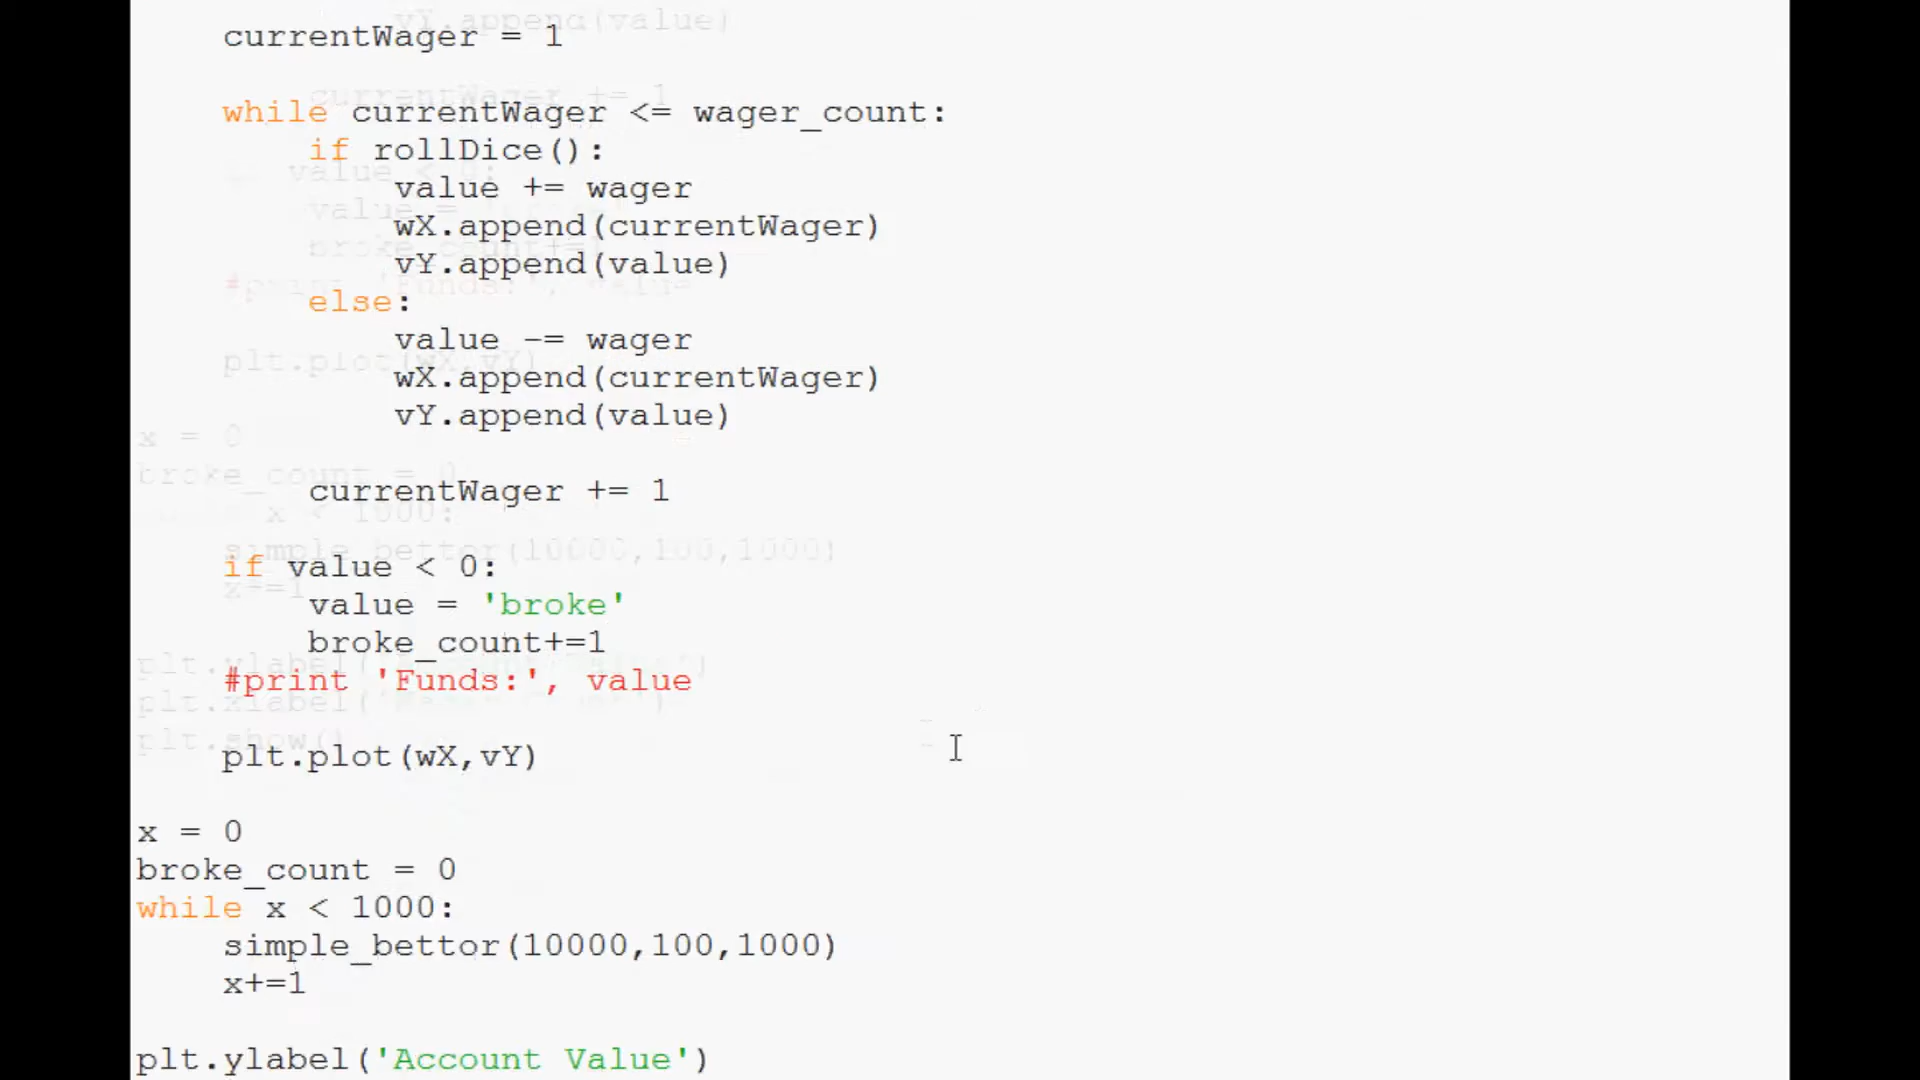 currentWager = 1
while currentWager <= wager_count:
if rollDice():
value += wager
wX.append(currentWager)
vY.append(value)
else:
value -= wager
wX.append(currentWager)
vY.append(value)
currentWager += 1
if value < 0:
value = 'broke'
broke_count+=1
#print 'Funds:', value
plt.plot(wX,vY)
x = 0
broke_count = 0
while x < 1000:
simple_bettor(10000,100,1000)
x+=1
plt.ylabel('Account Value')